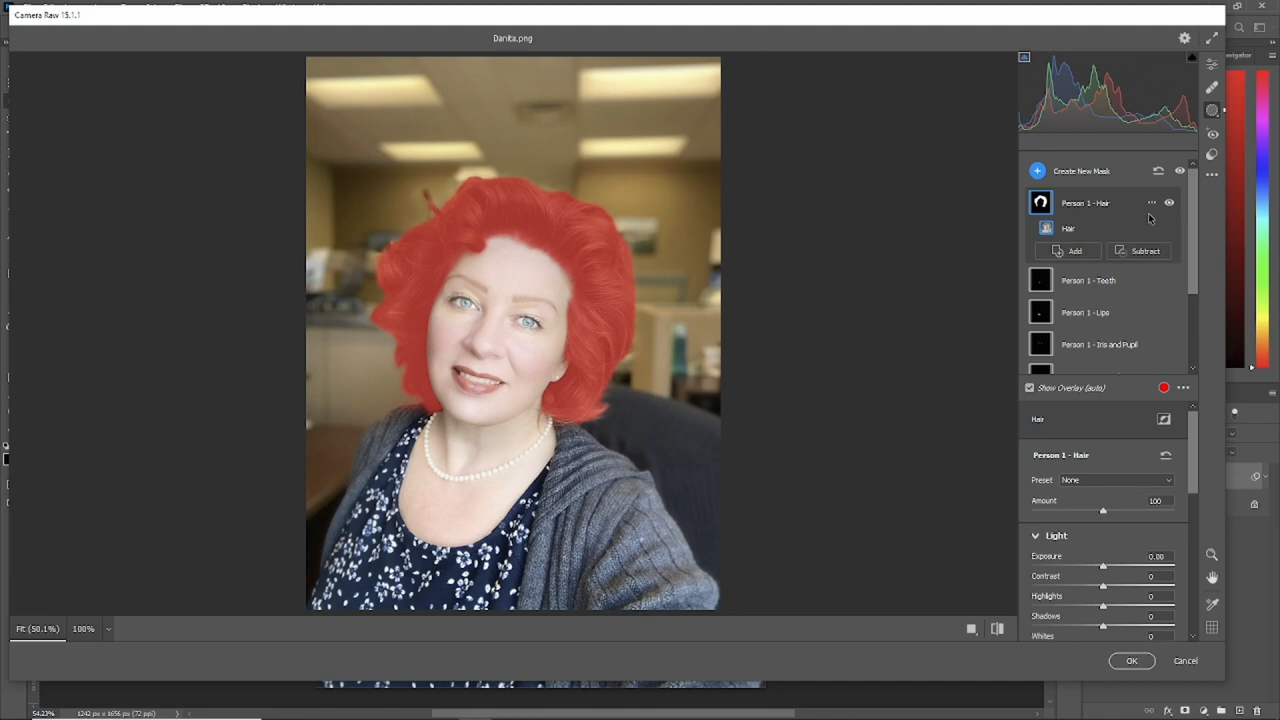 Camera Raw 15.1.1
Danita.png
avigator
Create New Mask
Person 1 - Hair
Hair
Add
Subtract
Person 1 - Teeth
Person 1 - Lips
Person 1 - Iris and Pupil
Show Overlay (auto)
Hair
Person 1 - Hair
Preset None
Amount 100
Light
Exposure 0.00
Contrast 0
Highlights 0
Shadows 0
Whites 0
Fit (50.1%) 100%
OK Cancel
54.23% 1242 px x 1656 px (72 ppi)